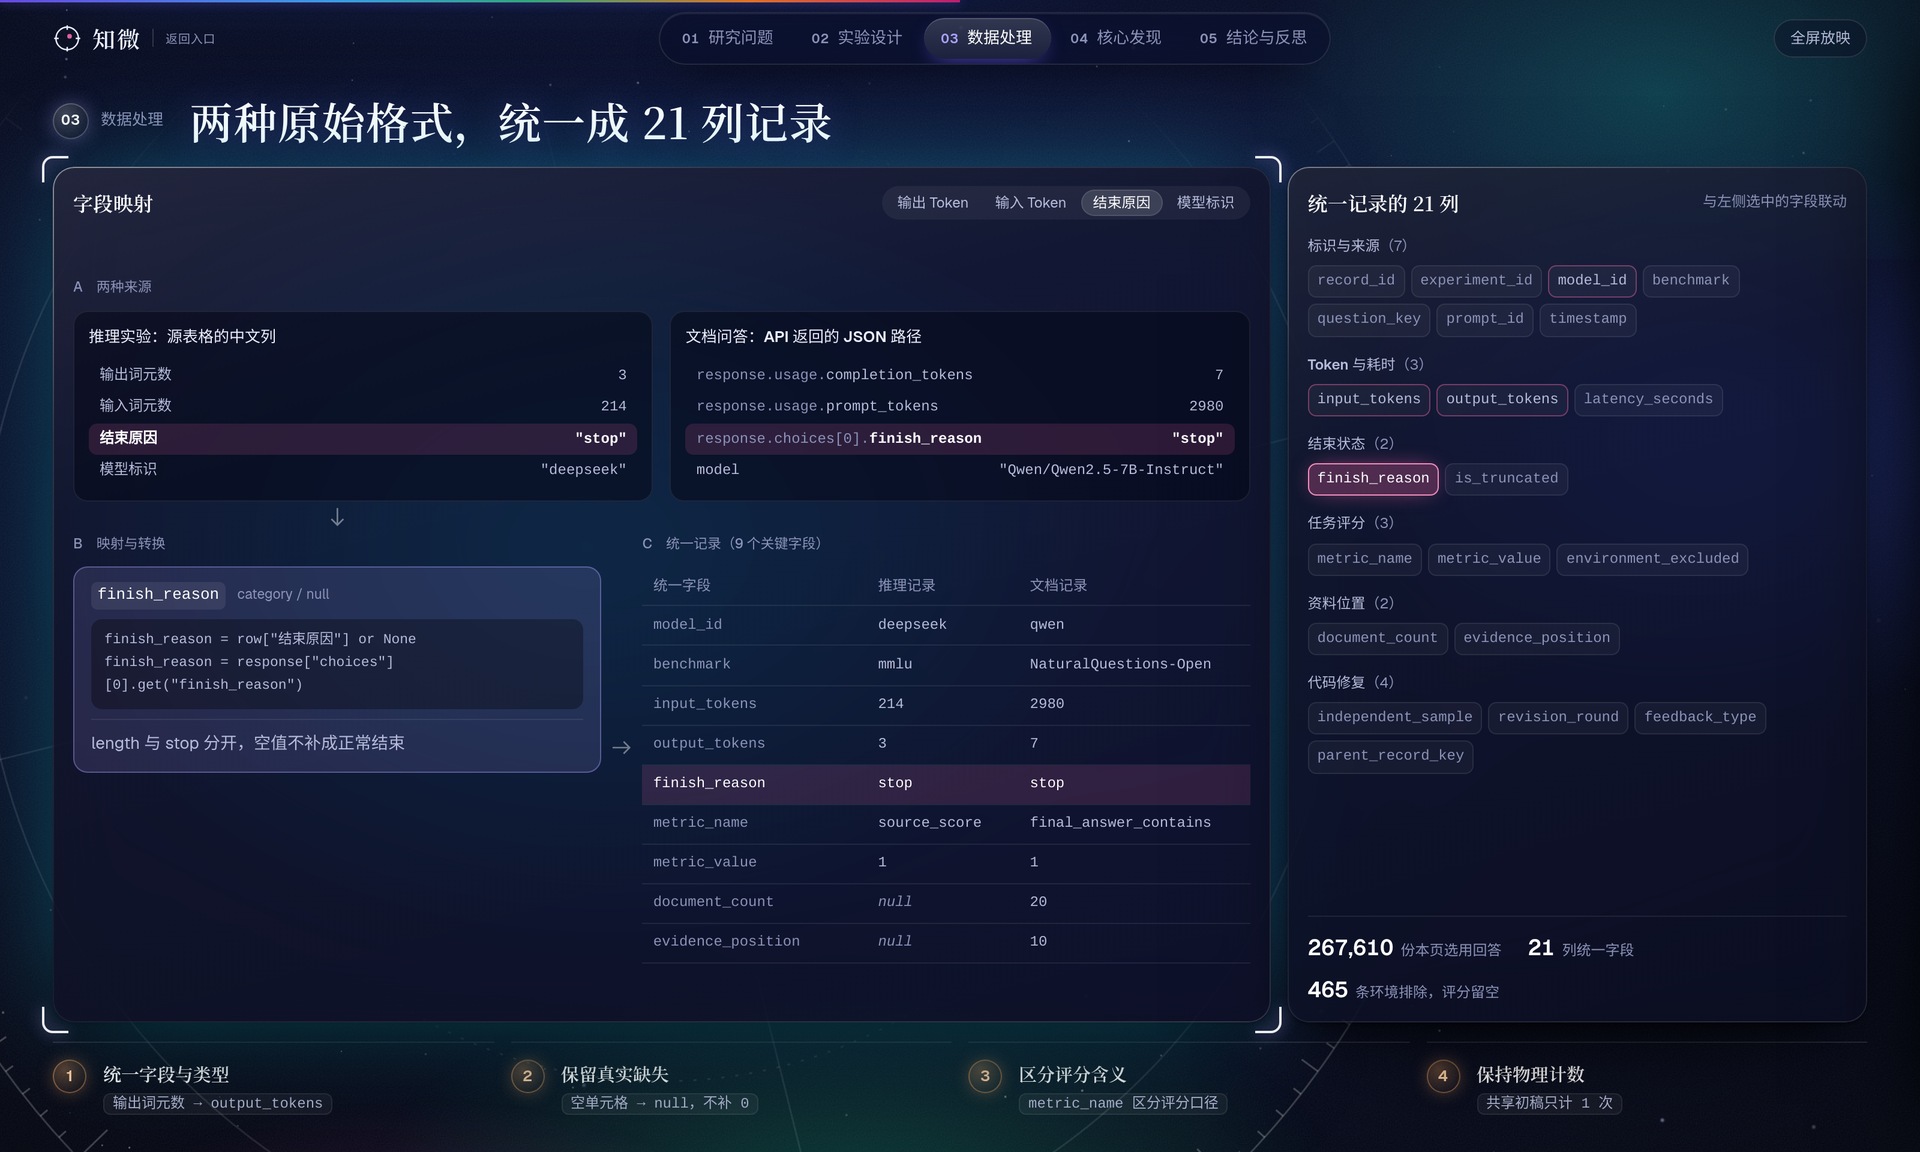 知微 返回入口
01 研究问题 02 实验设计 03 数据处理 04 核心发现 05 结论与反思
全屏放映
03 数据处理 两种原始格式，统一成 21 列记录
字段映射
输出 Token 输入 Token 结束原因 模型标识
A 两种来源
推理实验：源表格的中文列
输出词元数 3
输入词元数 214
结束原因 "stop"
模型标识 "deepseek"
文档问答：API 返回的 JSON 路径
response.usage.completion_tokens 7
response.usage.prompt_tokens 2980
response.choices[0].finish_reason "stop"
model "Qwen/Qwen2.5-7B-Instruct"
↓
B 映射与转换
finish_reason category / null
finish_reason = row["结束原因"] or None
finish_reason = response["choices"]
[0].get("finish_reason")
length 与 stop 分开，空值不补成正常结束
→
C 统一记录（9 个关键字段）
统一字段 推理记录 文档记录
model_id deepseek qwen
benchmark mmlu NaturalQuestions-Open
input_tokens 214 2980
output_tokens 3 7
finish_reason stop stop
metric_name source_score final_answer_contains
metric_value 1 1
document_count null 20
evidence_position null 10
统一记录的 21 列 与左侧选中的字段联动
标识与来源（7）
record_id experiment_id model_id benchmark
question_key prompt_id timestamp
Token 与耗时（3）
input_tokens output_tokens latency_seconds
结束状态（2）
finish_reason is_truncated
任务评分（3）
metric_name metric_value environment_excluded
资料位置（2）
document_count evidence_position
代码修复（4）
independent_sample revision_round feedback_type
parent_record_key
267,610 份本页选用回答 21 列统一字段
465 条环境排除，评分留空
1 统一字段与类型
输出词元数 → output_tokens
2 保留真实缺失
空单元格 → null，不补 0
3 区分评分含义
metric_name 区分评分口径
4 保持物理计数
共享初稿只计 1 次